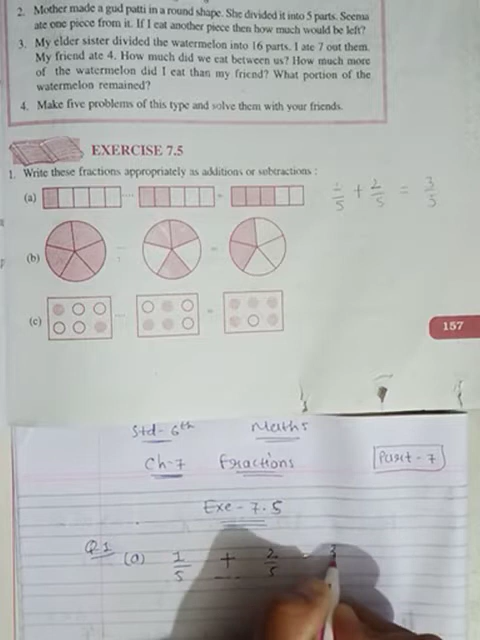 2. Mother made a gud patti in a round shape. She divided it into 5 parts. Seema
ate one piece from it. If I eat another piece then how much would be left?
3. My elder sister divided the watermelon into 16 parts. I ate 7 out them.
My friend ate 4. How much did we eat between us? How much more
of the watermelon did I eat than my friend? What portion of the
watermelon remained?
4. Make five problems of this type and solve them with your friends.
EXERCISE 7.5
1. Write these fractions appropriately as additions or subtractions :
(a) .... = 1/5 + 2/5 = 3/5
(b) ... =
(c) ... =
157
Std- 6th Maths
Ch-7 Fractions Part-7
Exe-7.5
Q.1 (a) 1/5 + 2/5 3